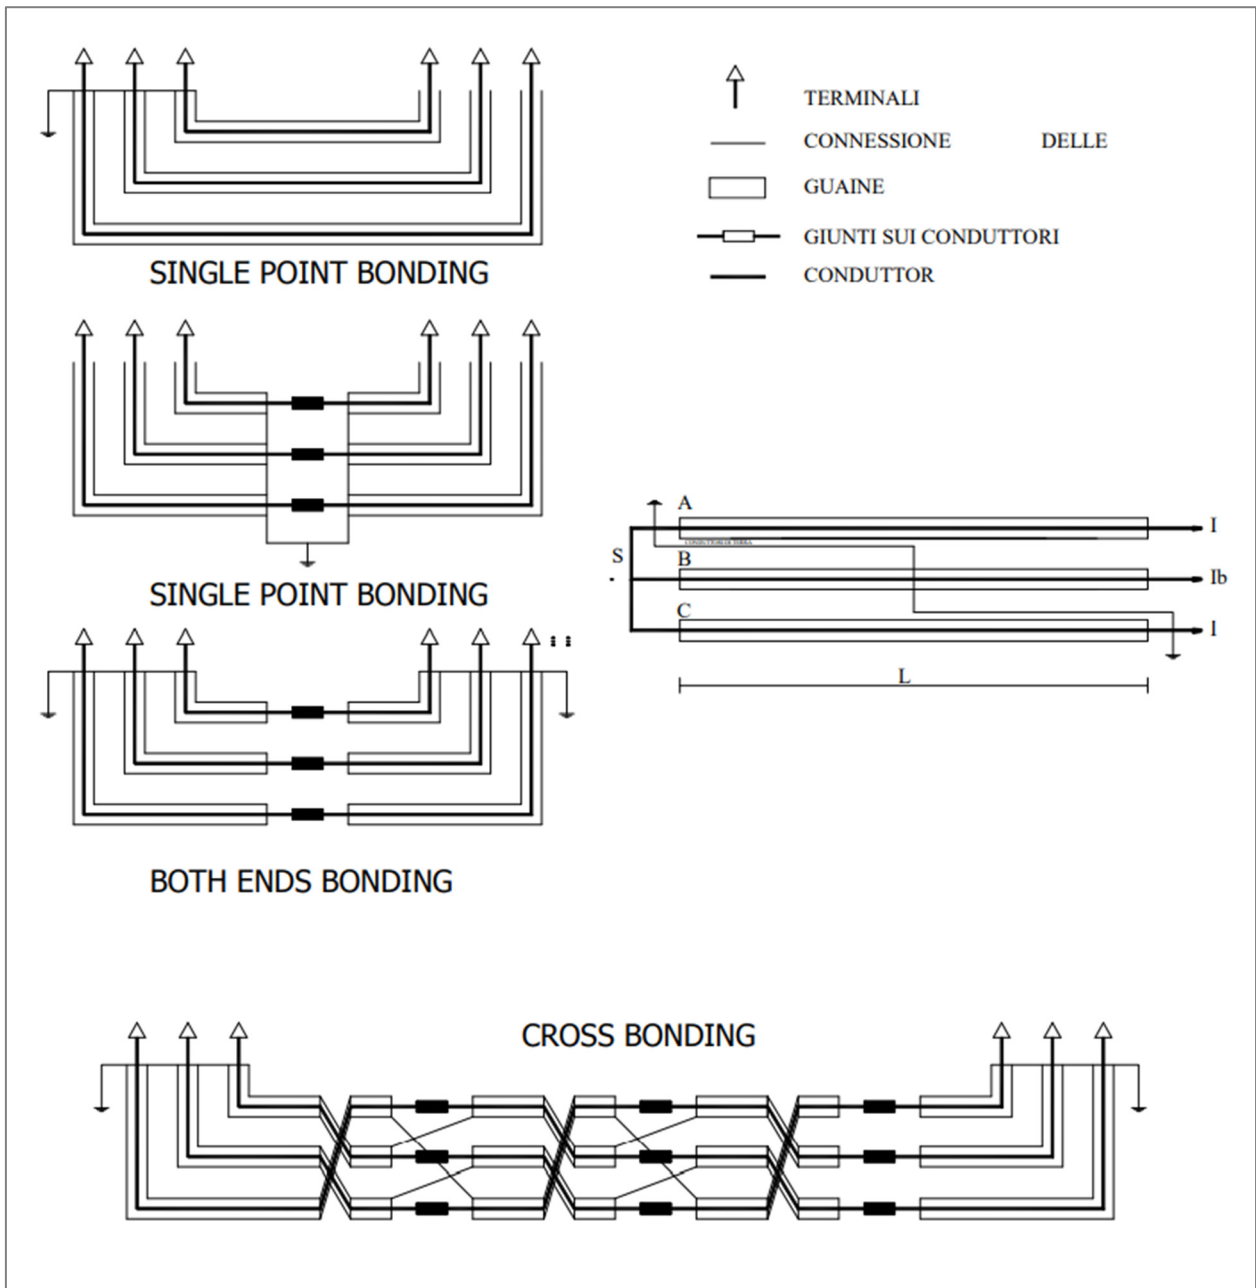 TERMINALI
CONNESSIONE DELLE
GUAINE
GIUNTI SUI CONDUTTORI
CONDUTTOR
SINGLE POINT BONDING
SINGLE POINT BONDING
A
I
S
B
Ib
C
I
L
BOTH ENDS BONDING
CROSS BONDING